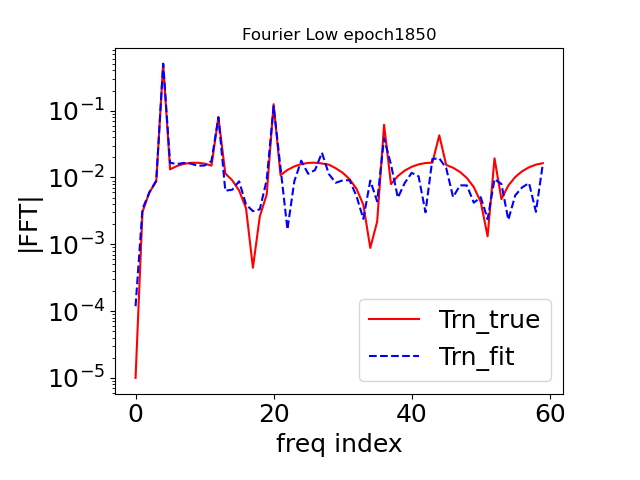 Fourier Low epoch1850
|FFT|
10⁻¹
10⁻²
10⁻³
10⁻⁴
10⁻⁵
Trn_true
Trn_fit
0 20 40 60
freq index